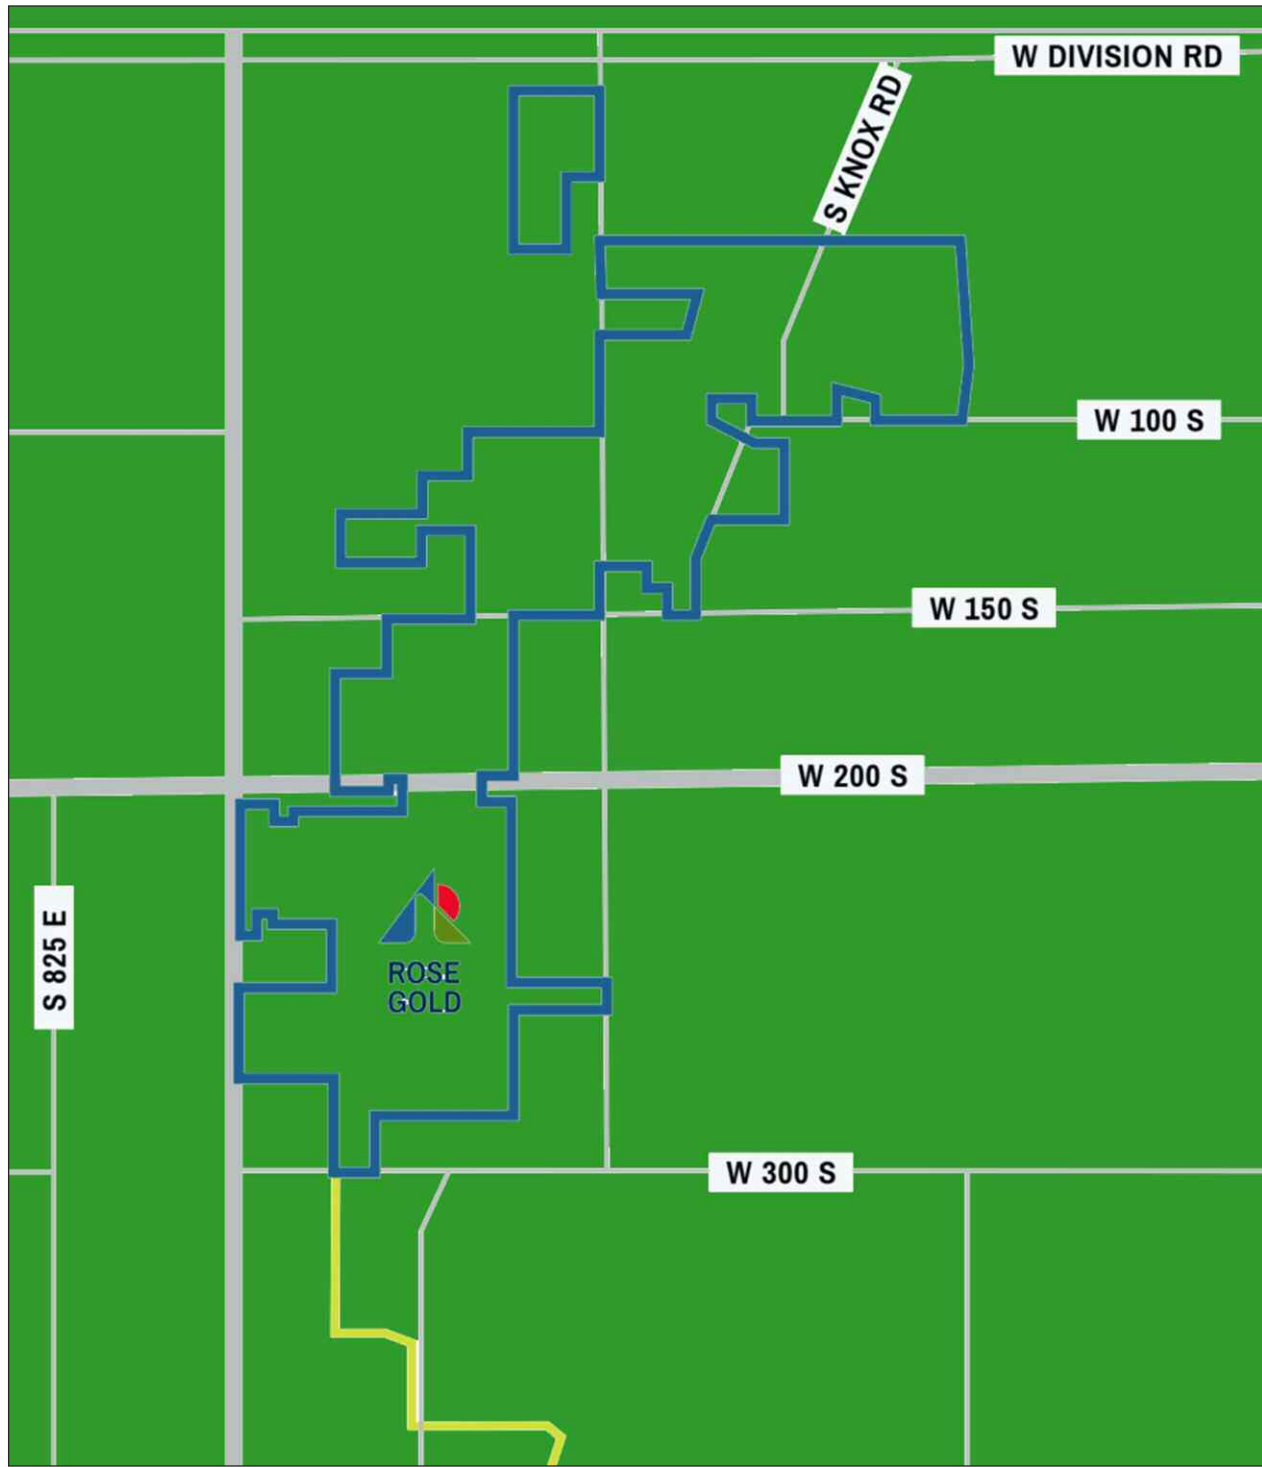 W DIVISION RD
S KNOX RD
W 100 S
W 150 S
W 200 S
S 825 E
ROSE
GOLD
W 300 S